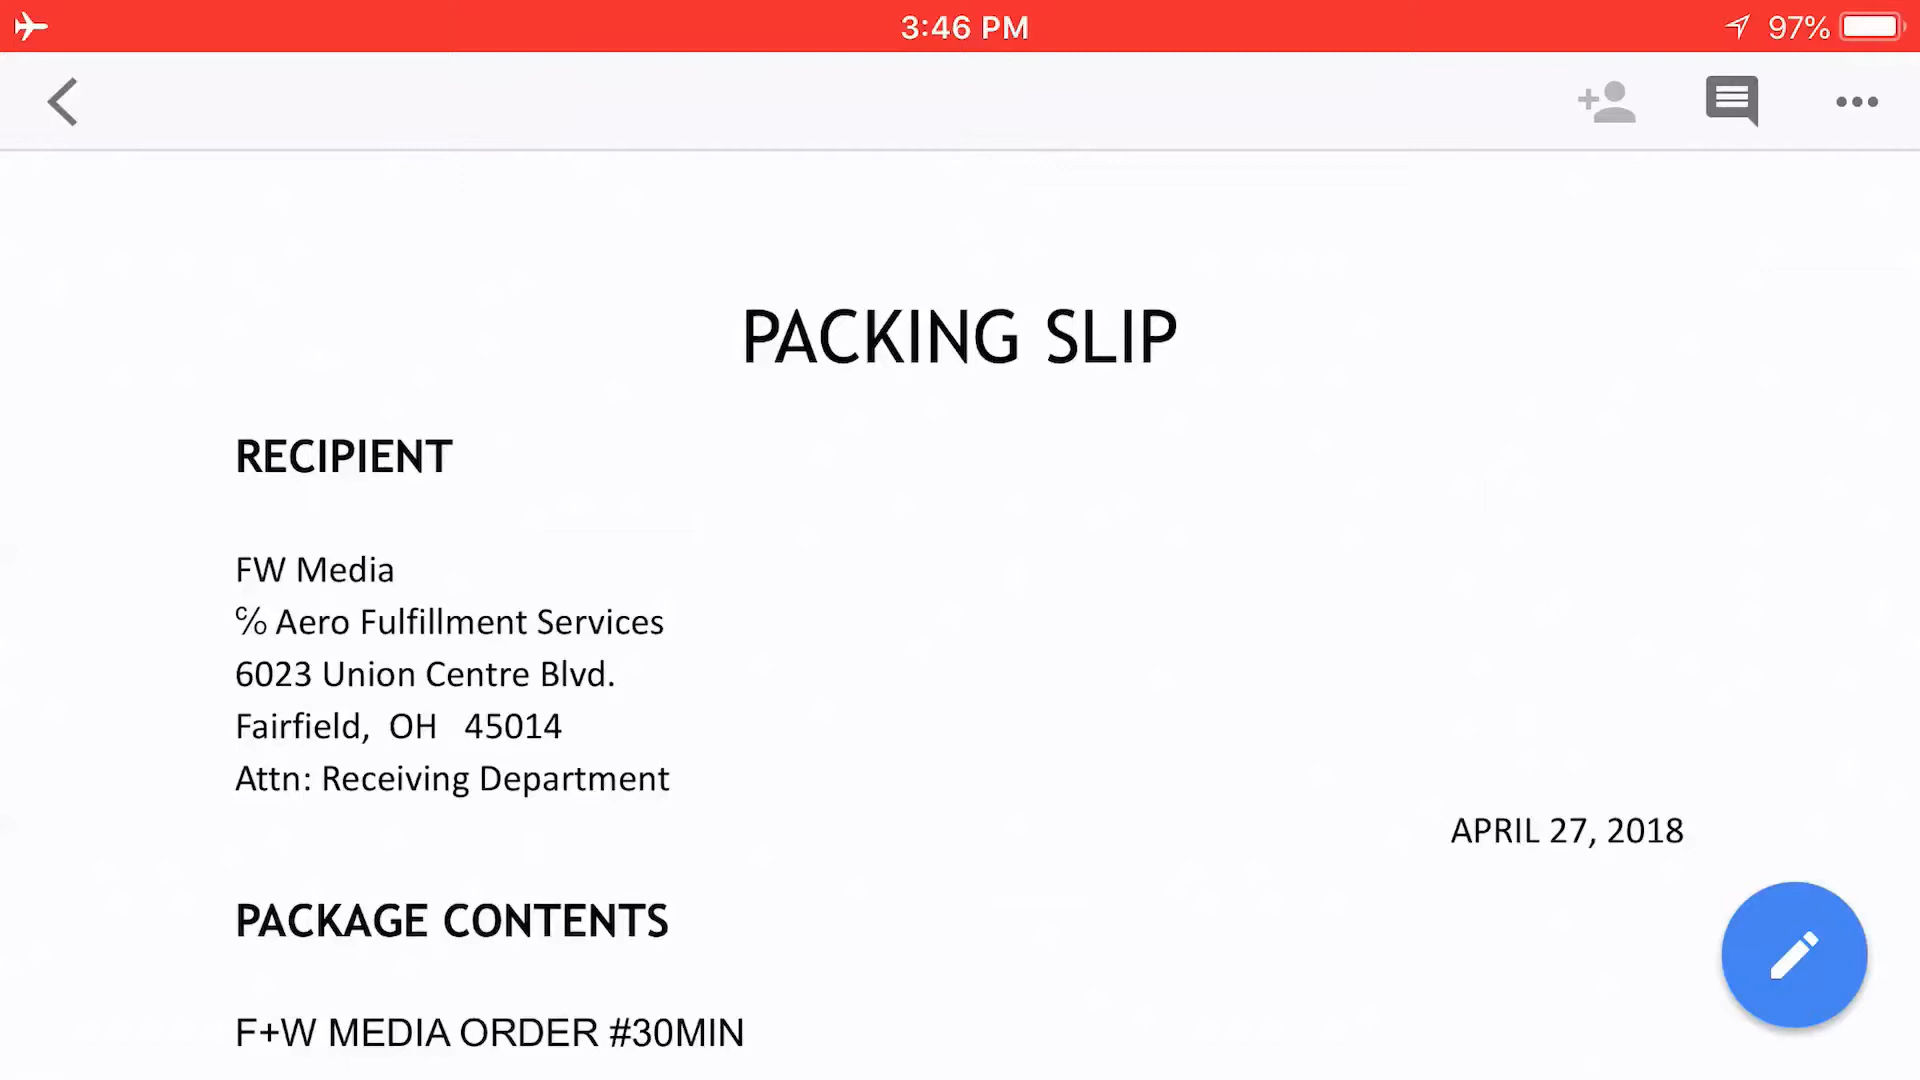 3:46 PM
97%
PACKING SLIP
RECIPIENT
FW Media
℅ Aero Fulfillment Services
6023 Union Centre Blvd.
Fairfield,  OH   45014
Attn: Receiving Department
APRIL 27, 2018
PACKAGE CONTENTS
F+W MEDIA ORDER #30MIN